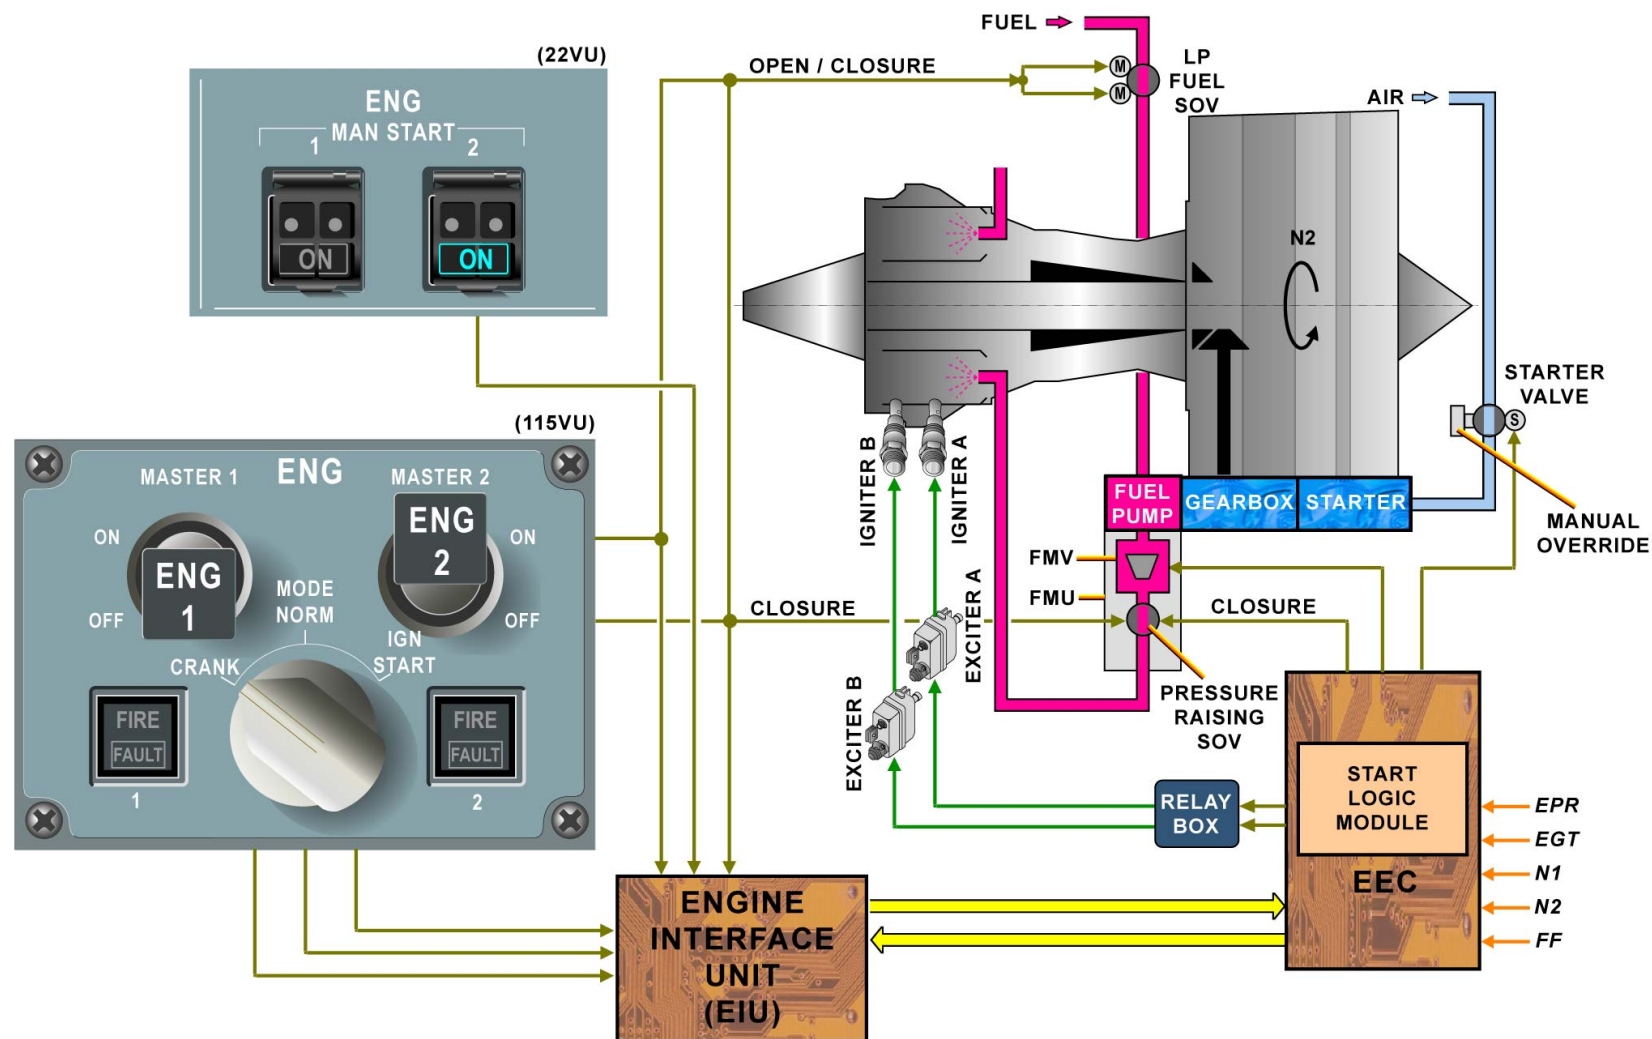 (22VU)
ENG
MAN START
1
2
ON
ON
(115VU)
ENG
MASTER 1
MASTER 2
ON
OFF
ENG
1
ENG
2
ON
OFF
MODE
NORM
CRANK
IGN
START
FIRE
FAULT
1
FIRE
FAULT
2
OPEN / CLOSURE
FUEL
M
M
LP
FUEL
SOV
AIR
N2
STARTER
VALVE
S
MANUAL
OVERRIDE
IGNITER B
IGNITER A
FUEL
PUMP
GEARBOX
STARTER
FMV
FMU
CLOSURE
CLOSURE
EXCITER A
EXCITER B
PRESSURE
RAISING
SOV
RELAY
BOX
START
LOGIC
MODULE
EEC
EPR
EGT
N1
N2
FF
ENGINE
INTERFACE
UNIT
(EIU)